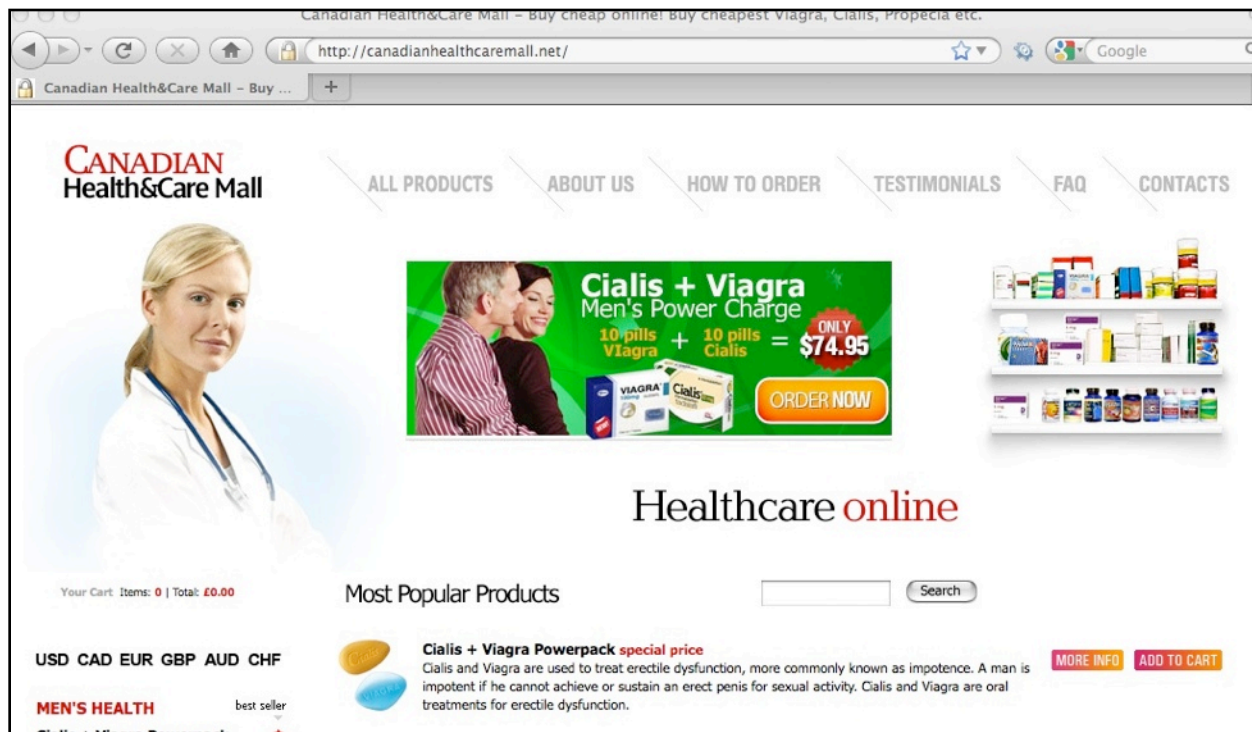 Canadian Health&Care Mall – Buy cheap online! Buy cheapest Viagra, Cialis, Propecia etc.
http://canadianhealthcaremall.net/
Google
Canadian Health&Care Mall – Buy ...
+
CANADIAN
Health&Care Mall
ALL PRODUCTS ABOUT US HOW TO ORDER TESTIMONIALS FAQ CONTACTS
Cialis + Viagra
Men's Power Charge
10 pills VIagra + 10 pills Cialis = ONLY $74.95
VIAGRA
100mg
Cialis
ORDER NOW
Healthcare online
Your Cart Items: 0 | Total: £0.00
Most Popular Products
Search
USD CAD EUR GBP AUD CHF
Cialis + Viagra Powerpack special price
Cialis and Viagra are used to treat erectile dysfunction, more commonly known as impotence. A man is
impotent if he cannot achieve or sustain an erect penis for sexual activity. Cialis and Viagra are oral
treatments for erectile dysfunction.
MORE INFO ADD TO CART
MEN'S HEALTH best seller
Cialis + Viagra Powerpack